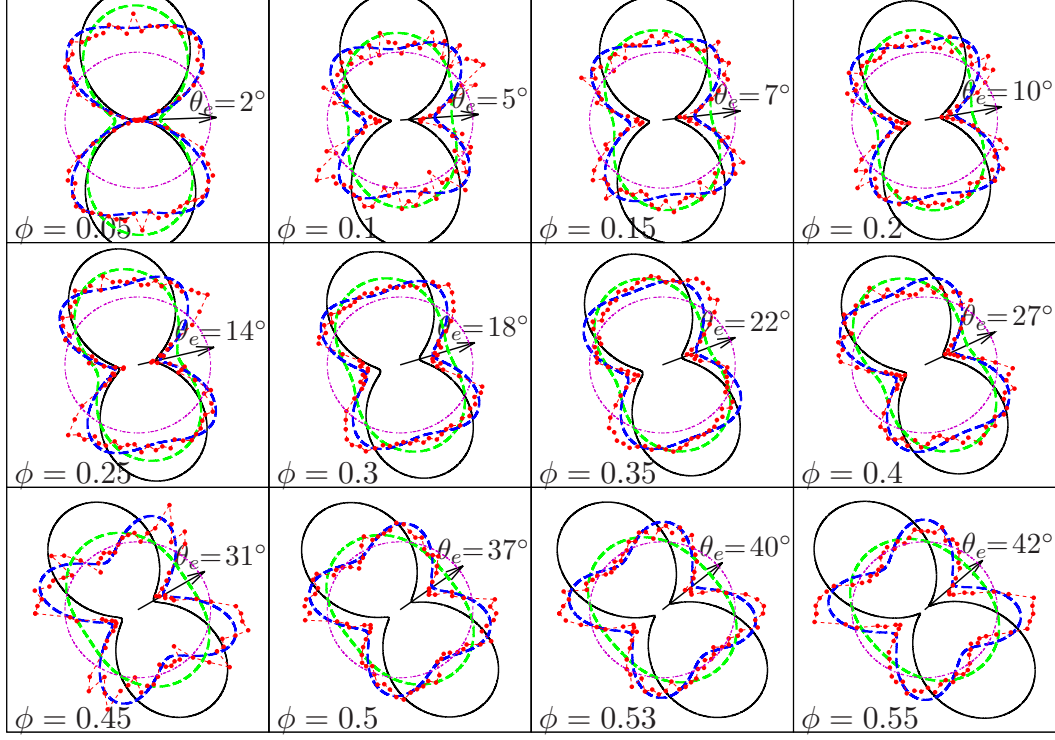 θₑ=2°
ϕ = 0.05
θₑ=5°
ϕ = 0.1
θₑ=7°
ϕ = 0.15
θₑ=10°
ϕ = 0.2
θₑ=14°
ϕ = 0.25
θₑ=18°
ϕ = 0.3
θₑ=22°
ϕ = 0.35
θₑ=27°
ϕ = 0.4
θₑ=31°
ϕ = 0.45
θₑ=37°
ϕ = 0.5
θₑ=40°
ϕ = 0.53
θₑ=42°
ϕ = 0.55